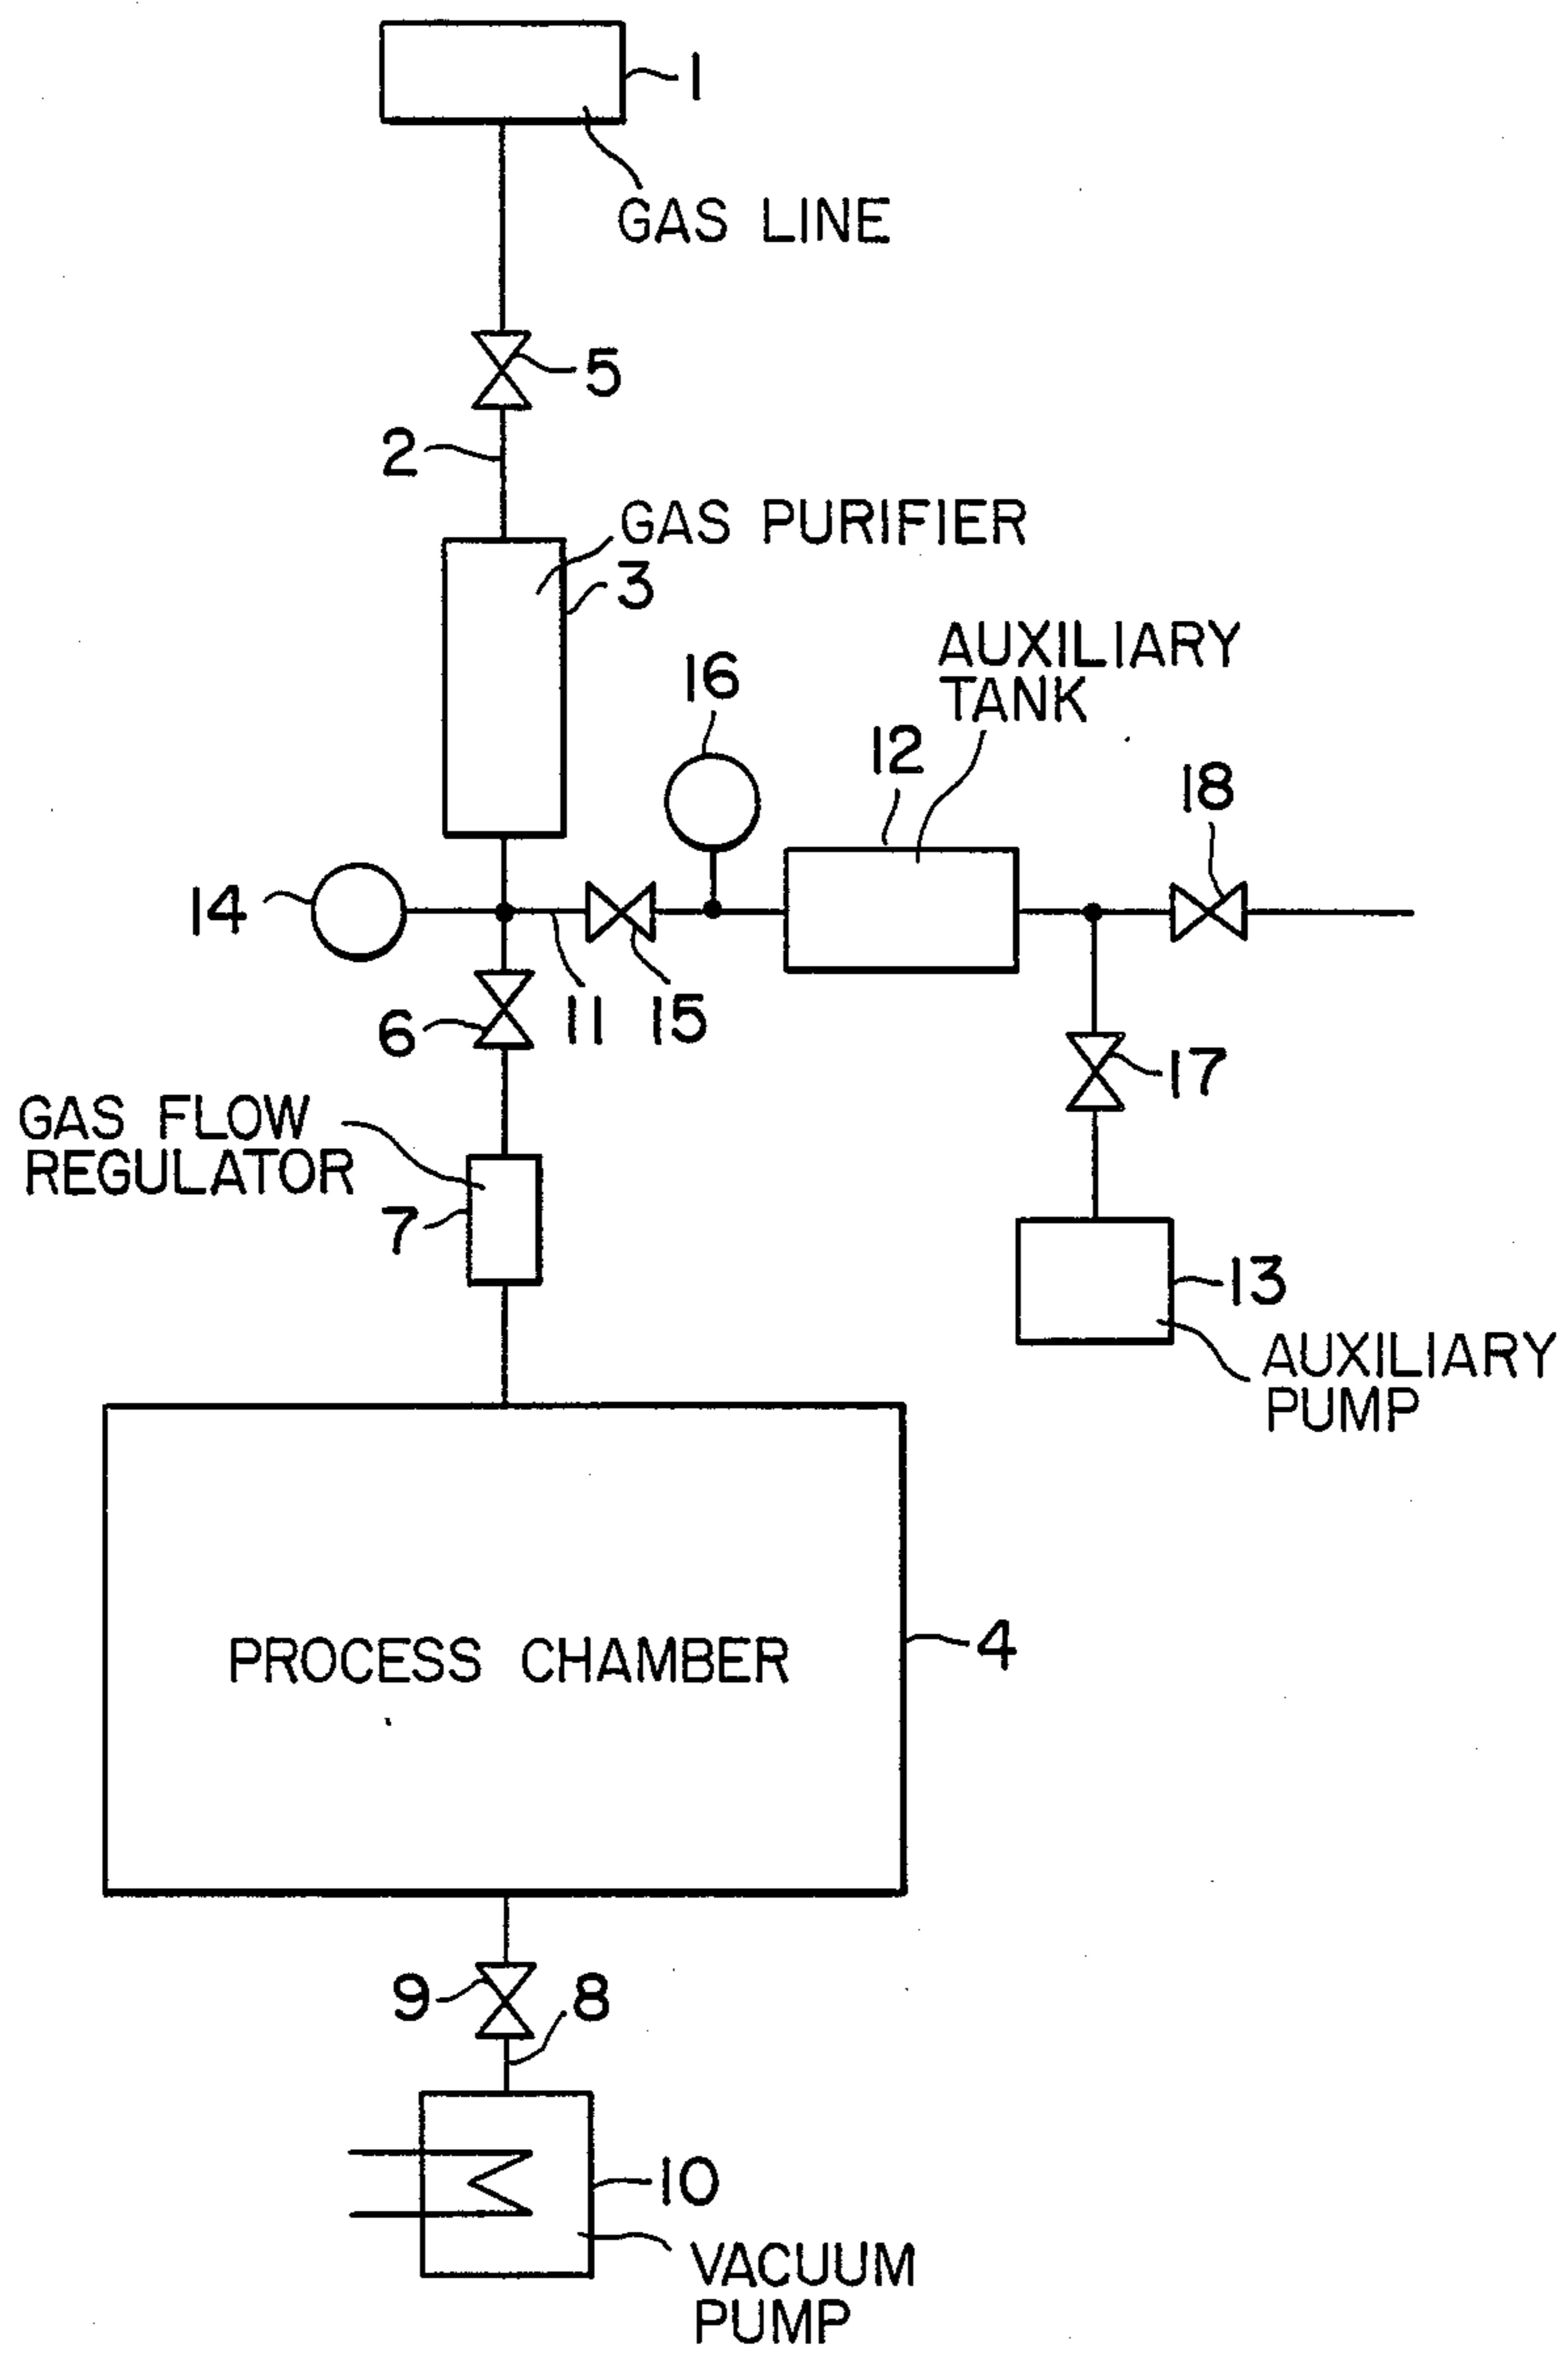 1
GAS LINE
5
2
GAS PURIFIER
3
AUXILIARY
TANK
16
12
18
14
11
15
6
17
GAS FLOW
REGULATOR
7
13
AUXILIARY
PUMP
PROCESS CHAMBER
4
9
8
10
VACUUM
PUMP